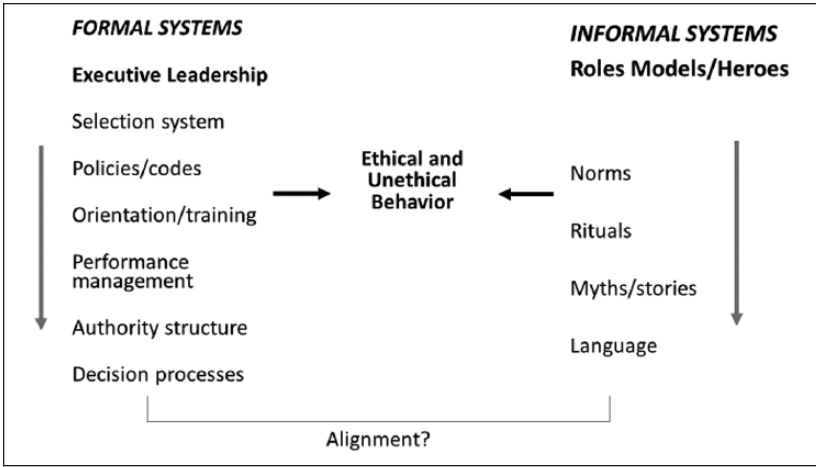 FORMAL SYSTEMS
Executive Leadership
Selection system
Policies/codes
Orientation/training
Performance
management
Authority structure
Decision processes
Ethical and
Unethical
Behavior
INFORMAL SYSTEMS
Roles Models/Heroes
Norms
Rituals
Myths/stories
Language
Alignment?